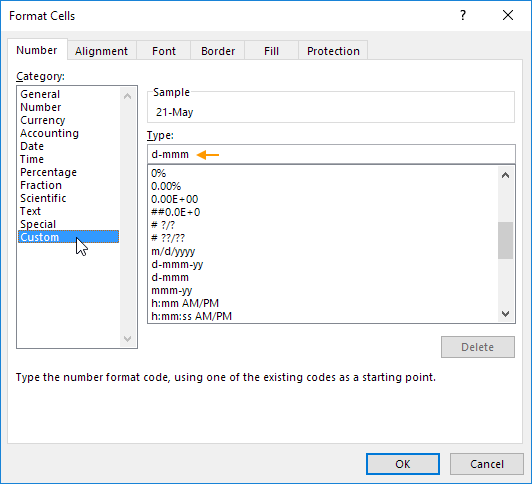 Format Cells
Number Alignment Font Border Fill Protection
Category:
General
Number
Currency
Accounting
Date
Time
Percentage
Fraction
Scientific
Text
Special
Custom
Sample
21-May
Type:
d-mmm
0%
0.00%
0.00E+00
##0.0E+0
# ?/?
# ??/??
m/d/yyyy
d-mmm-yy
d-mmm
mmm-yy
h:mm AM/PM
h:mm:ss AM/PM
Delete
Type the number format code, using one of the existing codes as a starting point.
OK Cancel